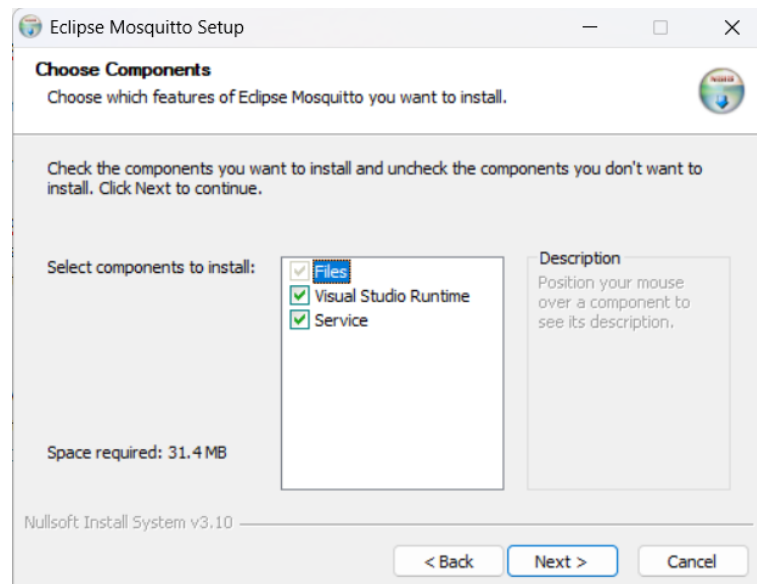 Eclipse Mosquitto Setup
Choose Components
Choose which features of Eclipse Mosquitto you want to install.
Check the components you want to install and uncheck the components you don't want to
install. Click Next to continue.
Select components to install:
Files
Visual Studio Runtime
Service
Description
Position your mouse
over a component to
see its description.
Space required: 31.4 MB
Nullsoft Install System v3.10
< Back
Next >
Cancel